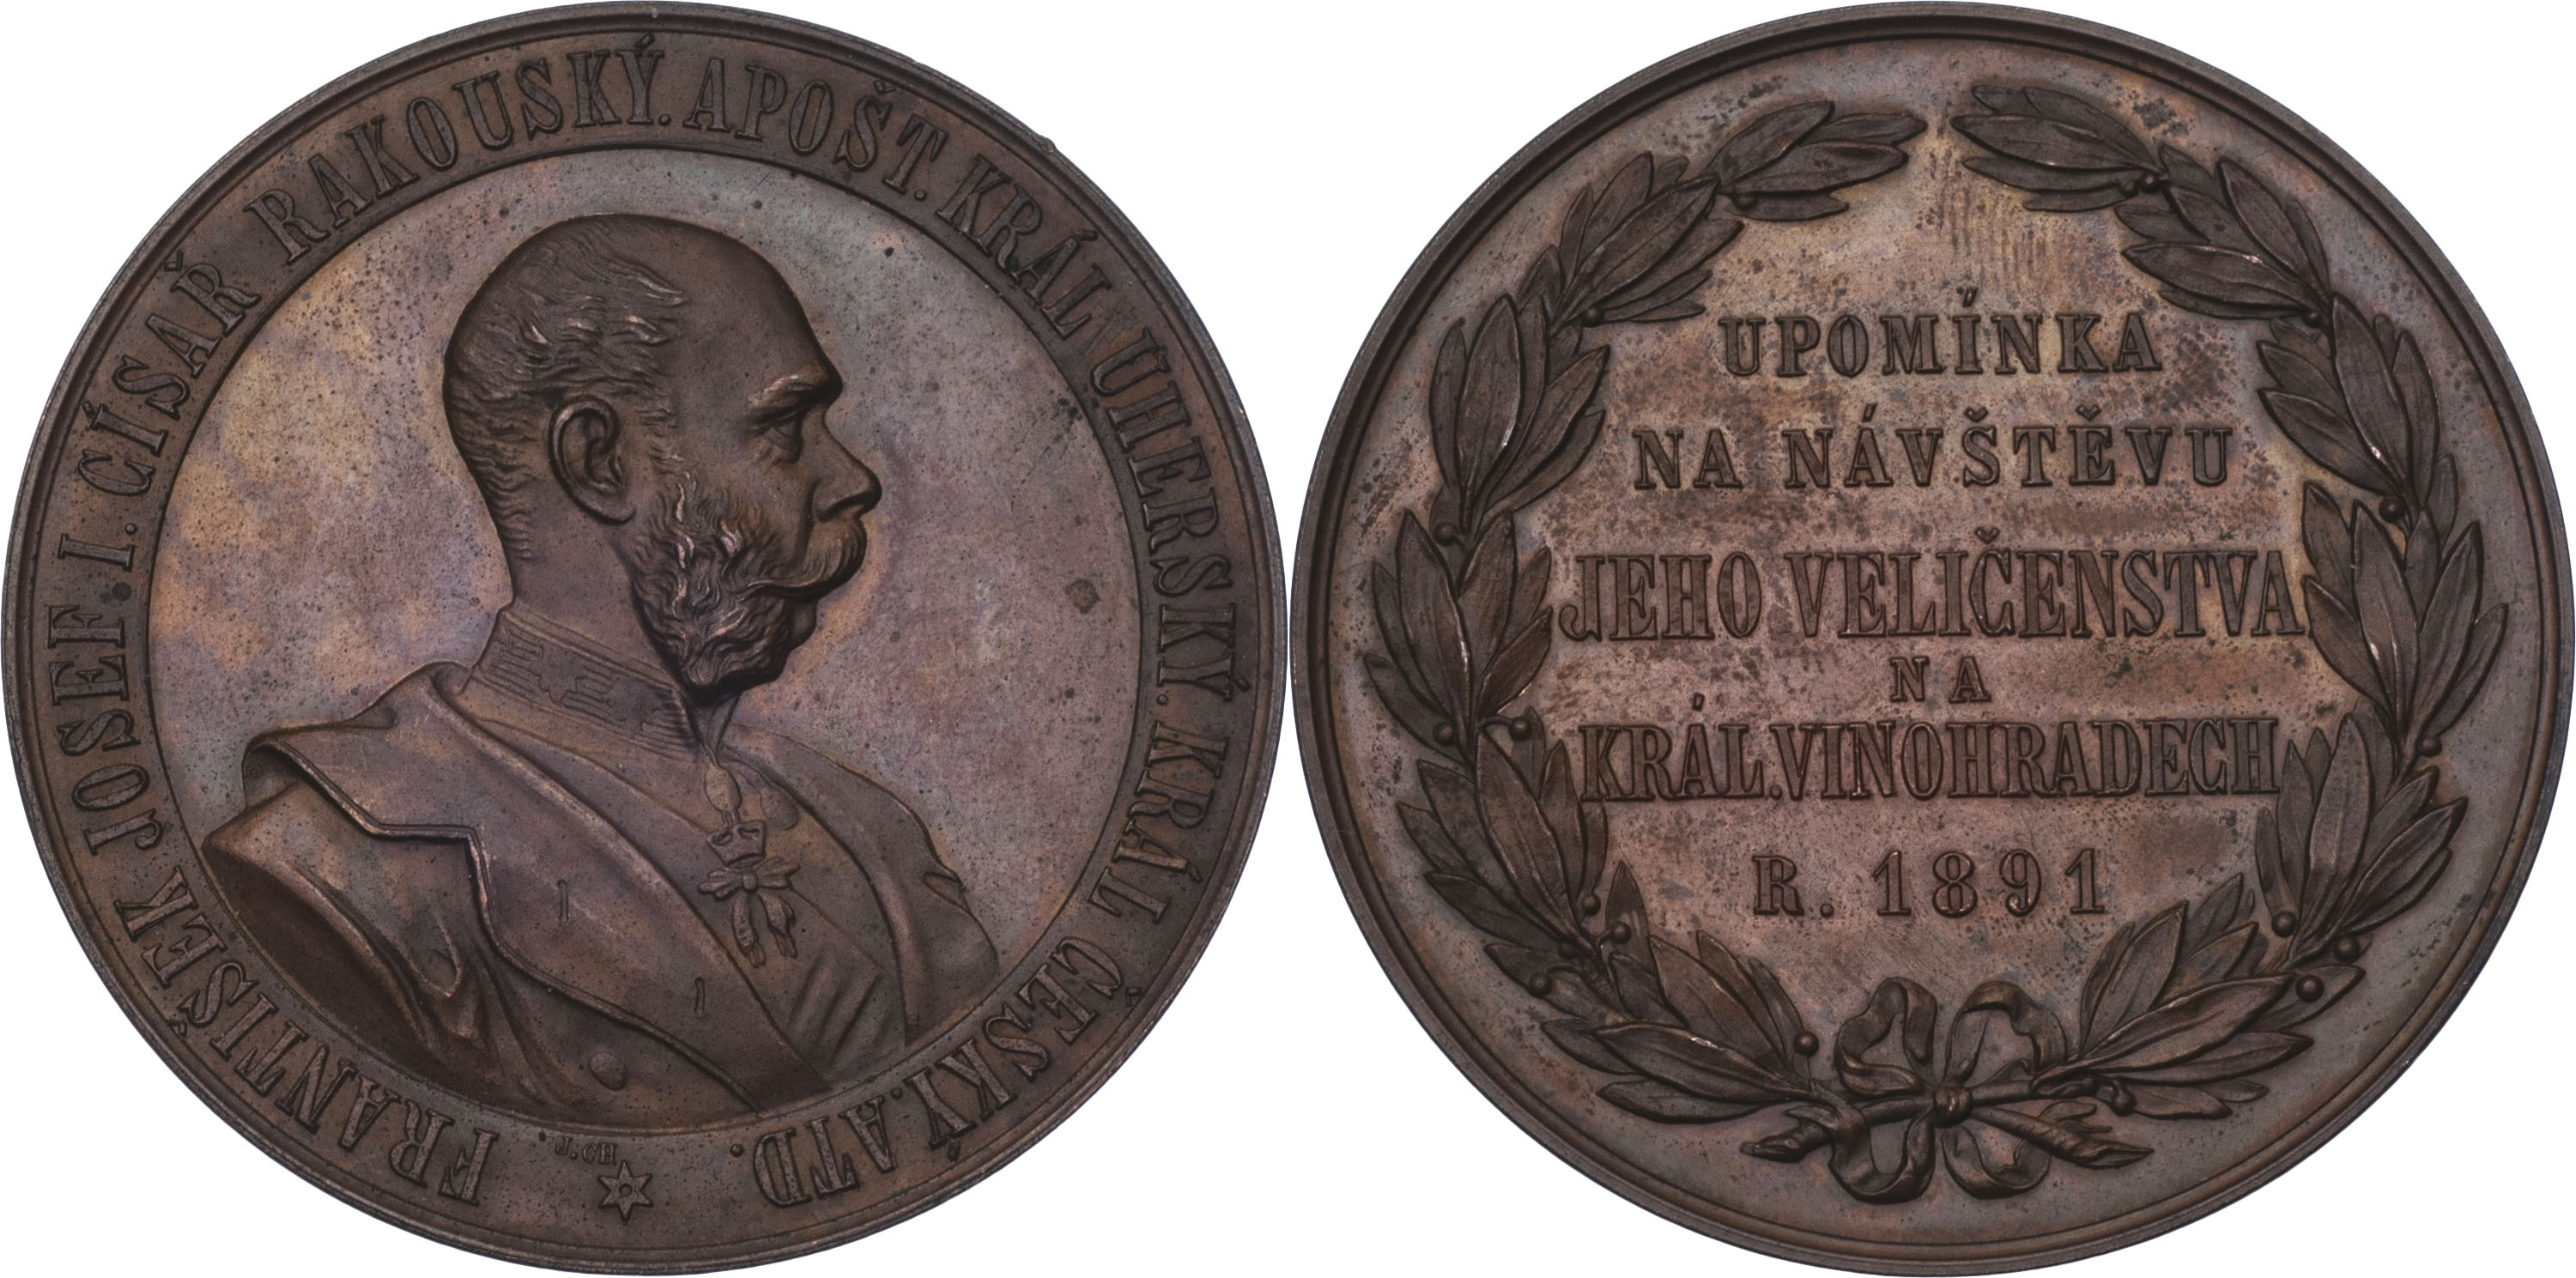 FRANTIŠEK JOSEF. I. CÍSAŘ RAKOUSKÝ. APOŠT. KRÁL UHERSKÝ. KRÁL ČESKÝ. ATD.
J. CH
UPOMÍNKA
NA NÁVŠTĚVU
JEHO VELIČENSTVA
NA
KRÁL. VINOHRADECH
R. 1891